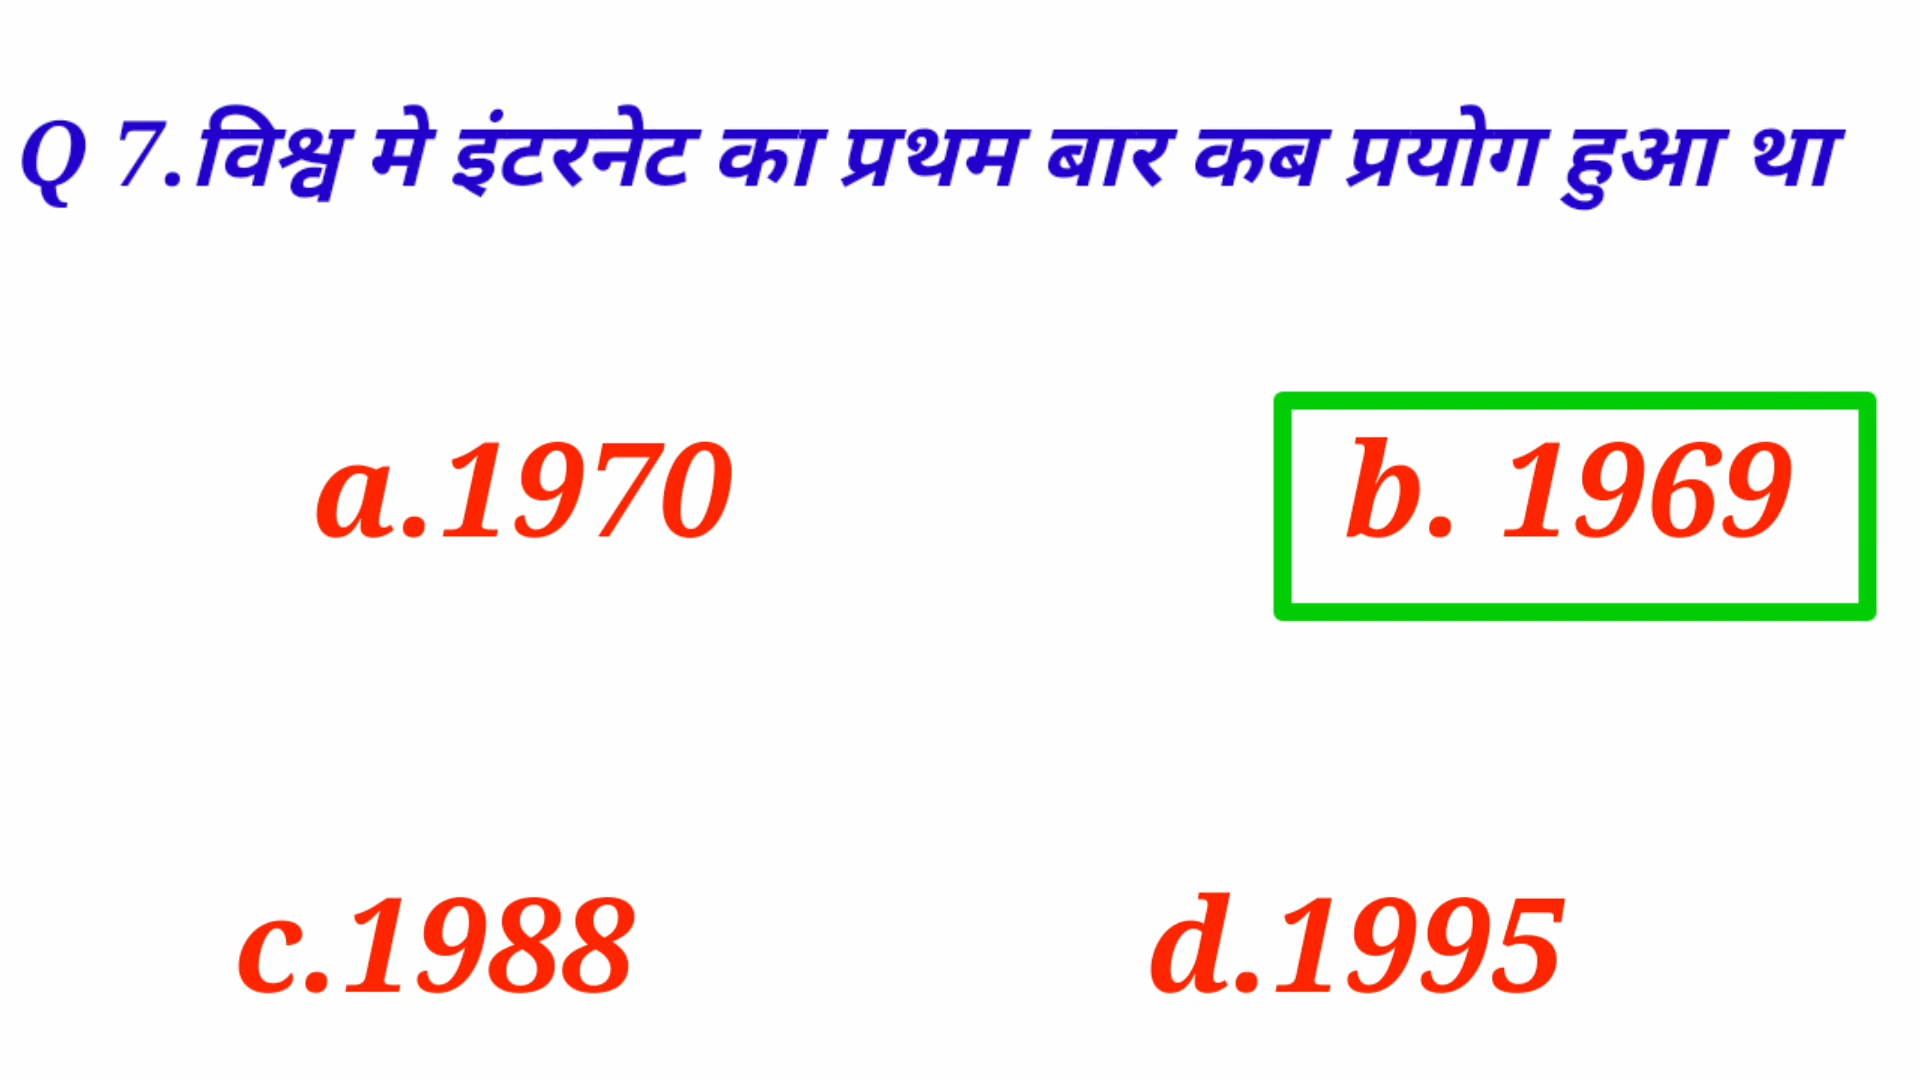 Q 7.विश्व मे इंटरनेट का प्रथम बार कब प्रयोग हुआ था
a.1970
b. 1969
c.1988
d.1995